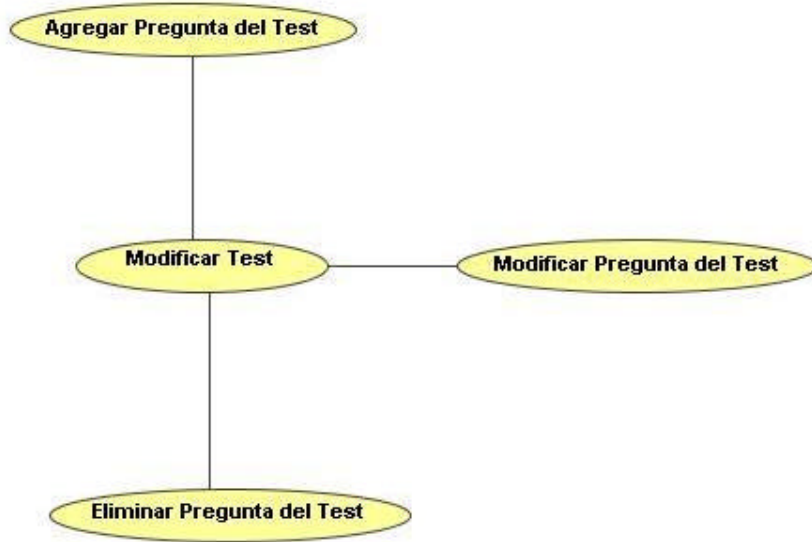 Agregar Pregunta del Test
Modificar Test
Modificar Pregunta del Test
Eliminar Pregunta del Test